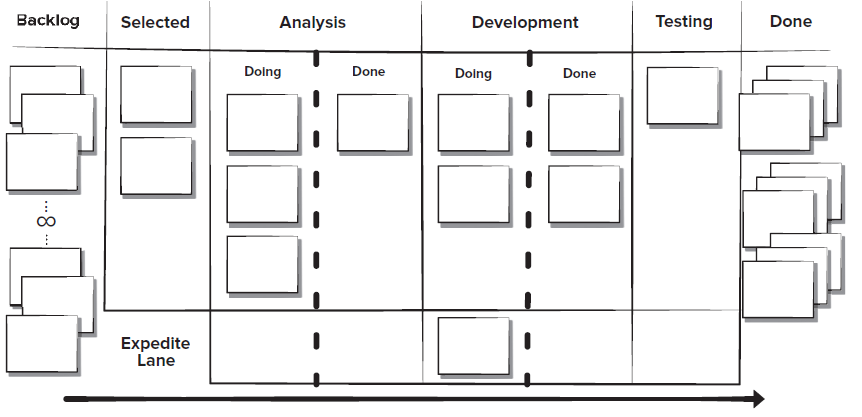 Backlog
Selected
Analysis
Development
Testing
Done
Doing
Done
Doing
Done
∞
Expedite
Lane